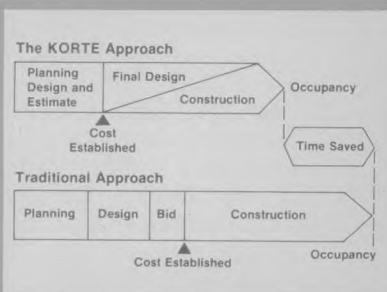 The KORTE Approach
Planning
Design and
Estimate
Final Design
Construction
Occupancy
Cost
Established
Time Saved
Traditional Approach
Planning
Design
Bid
Construction
Cost Established
Occupancy